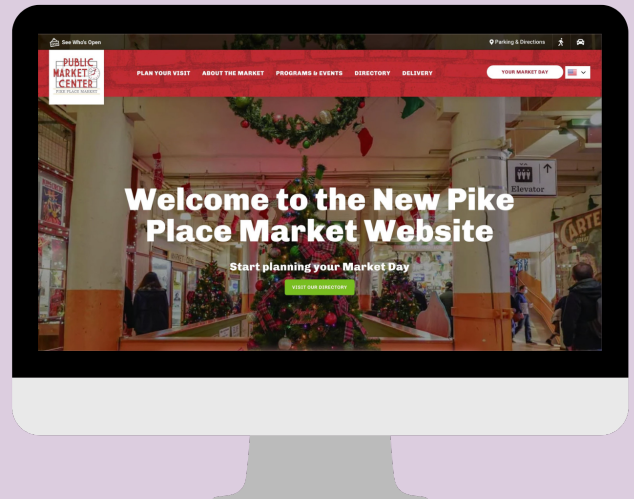 See Who's Open
Parking & Directions
PUBLIC
MARKET
CENTER
PIKE PLACE MARKET
PLAN YOUR VISIT ABOUT THE MARKET PROGRAMS & EVENTS DIRECTORY DELIVERY
YOUR MARKET DAY
Elevator
Welcome to the New Pike
Place Market Website
Start planning your Market Day
VISIT OUR DIRECTORY